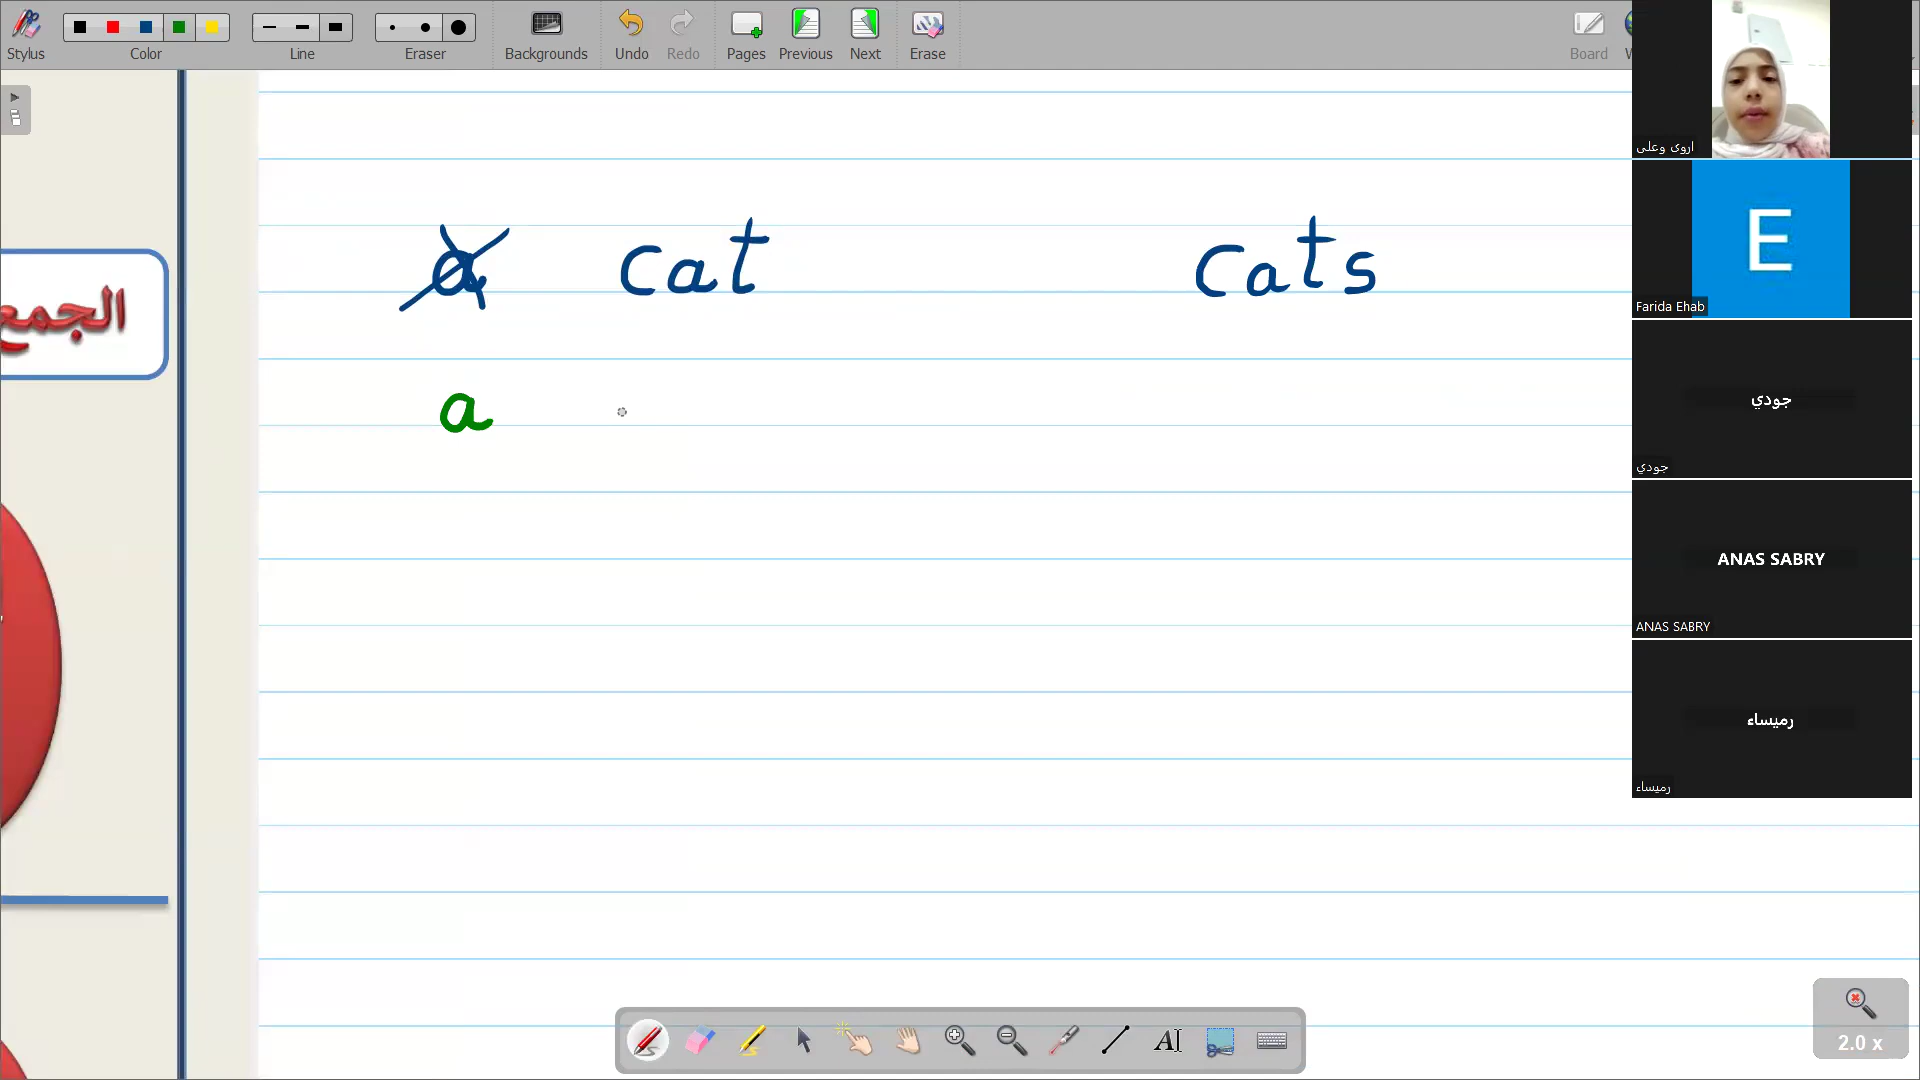 Stylus Color Line Eraser Backgrounds Undo Redo Pages Previous Next Erase Board
اروى وعلى
E
Farida Ehab
جودي
جودي
ANAS SABRY
ANAS SABRY
رميساء
رميساء
الجمع
a cat cats
a
2.0 x